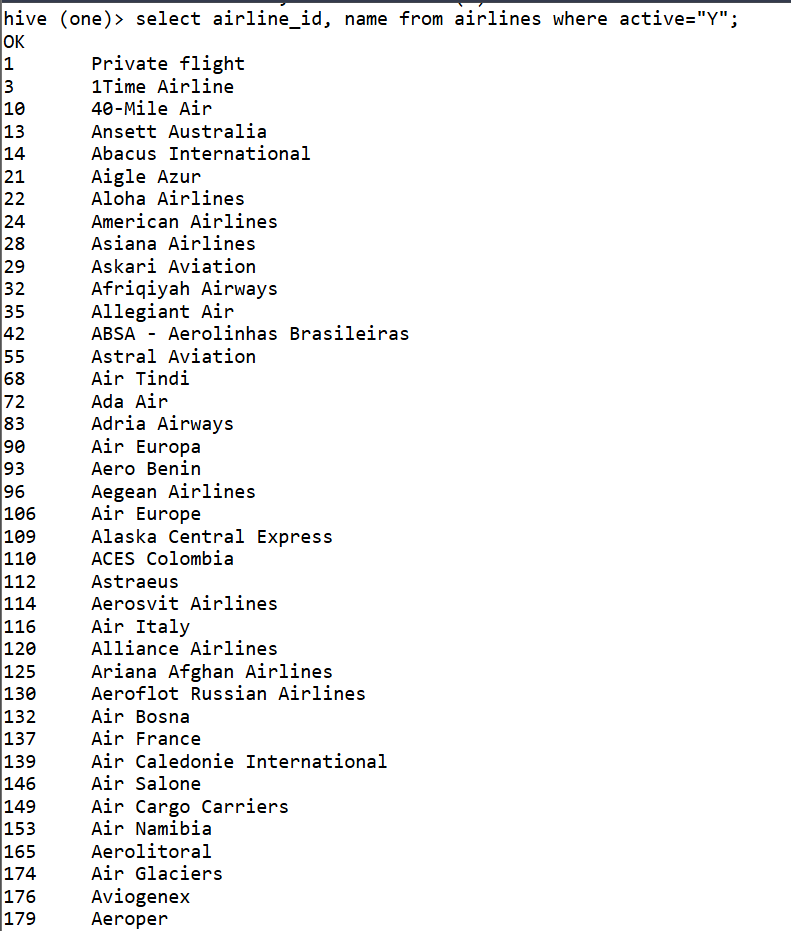 hive (one)> select airline_id, name from airlines where active="Y";
OK
1	Private flight
3	1Time Airline
10	40-Mile Air
13	Ansett Australia
14	Abacus International
21	Aigle Azur
22	Aloha Airlines
24	American Airlines
28	Asiana Airlines
29	Askari Aviation
32	Afriqiyah Airways
35	Allegiant Air
42	ABSA - Aerolinhas Brasileiras
55	Astral Aviation
68	Air Tindi
72	Ada Air
83	Adria Airways
90	Air Europa
93	Aero Benin
96	Aegean Airlines
106	Air Europe
109	Alaska Central Express
110	ACES Colombia
112	Astraeus
114	Aerosvit Airlines
116	Air Italy
120	Alliance Airlines
125	Ariana Afghan Airlines
130	Aeroflot Russian Airlines
132	Air Bosna
137	Air France
139	Air Caledonie International
146	Air Salone
149	Air Cargo Carriers
153	Air Namibia
165	Aerolitoral
174	Air Glaciers
176	Aviogenex
179	Aeroper